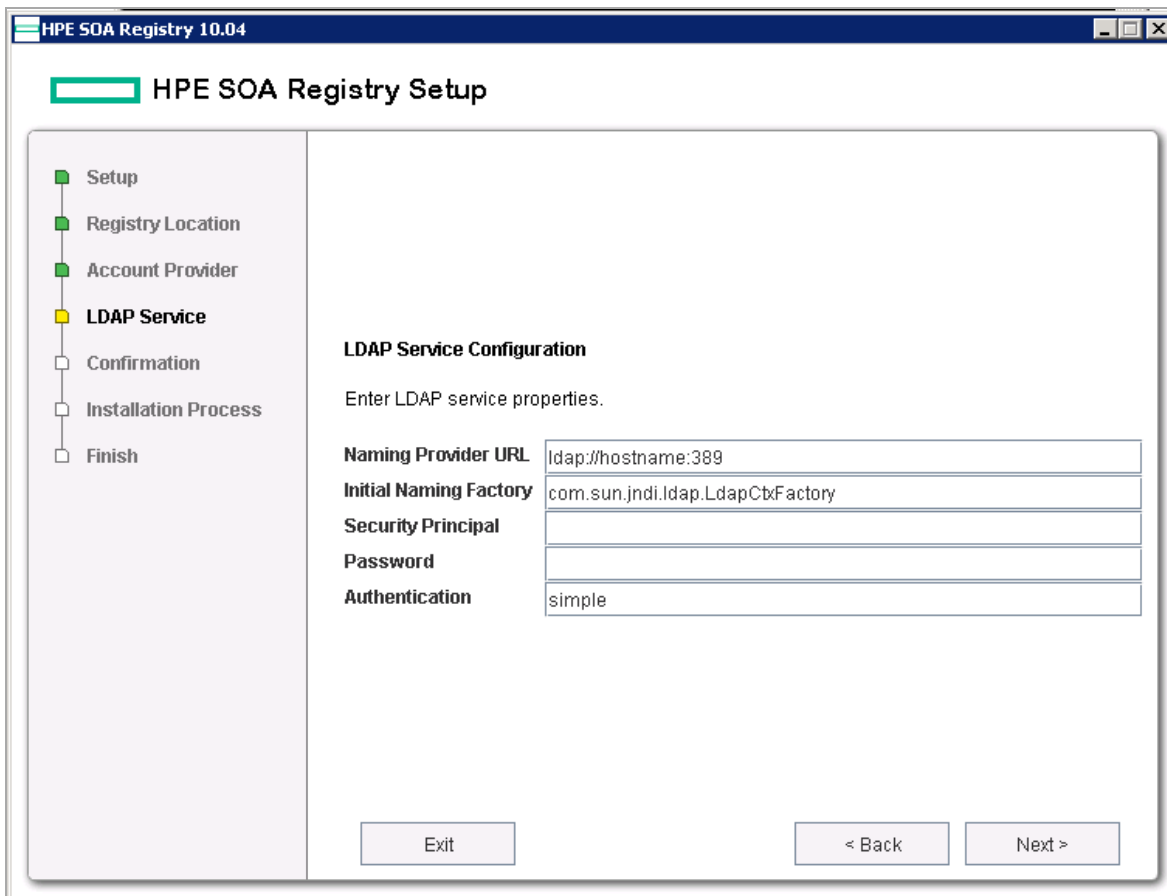 HPE SOA Registry 10.04
HPE SOA Registry Setup
Setup
Registry Location
Account Provider
LDAP Service
Confirmation
Installation Process
Finish
LDAP Service Configuration
Enter LDAP service properties.
Naming Provider URL ldap://hostname:389
Initial Naming Factory com.sun.jndi.ldap.LdapCtxFactory
Security Principal
Password
Authentication simple
Exit < Back Next >